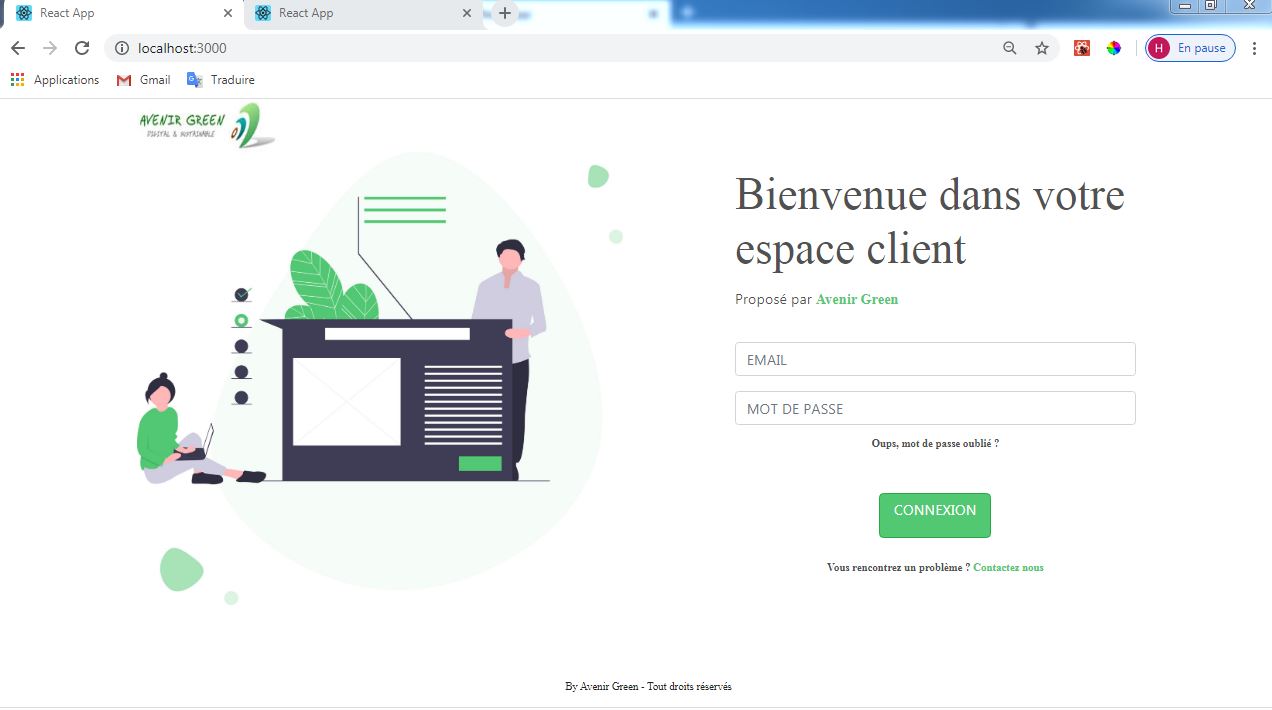 React App
React App
localhost:3000
H En pause
Applications
Gmail
Traduire
AVENIR GREEN
DIGITAL & SUSTAINABLE
Bienvenue dans votre
espace client
Proposé par Avenir Green
EMAIL
MOT DE PASSE
Oups, mot de passe oublié ?
CONNEXION
Vous rencontrez un problème ? Contactez nous
By Avenir Green - Tout droits réservés